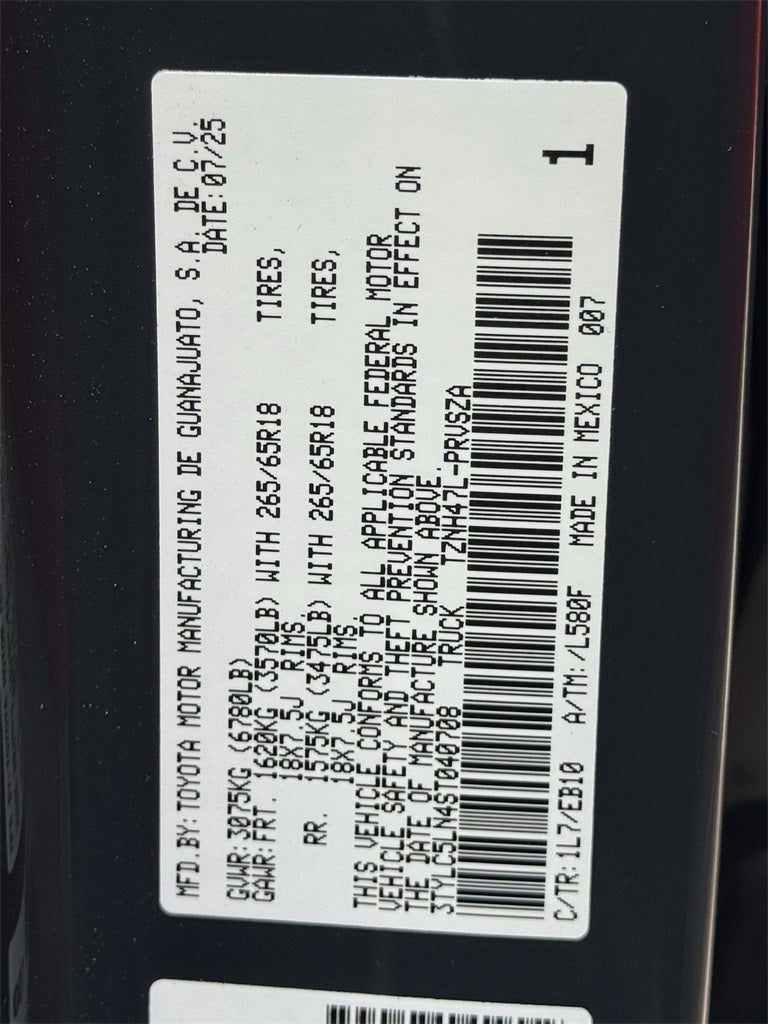 MFD.BY:TOYOTA MOTOR MANUFACTURING DE GUANAJUATO, S.A.DE C.V.
DATE:07/25
GVWR:3075KG (6780LB)
GAWR:FRT. 1620KG (3570LB) WITH 265/65R18 TIRES,
18X7.5J RIMS.
RR. 1575KG (3475LB) WITH 265/65R18 TIRES,
18X7.5J RIMS.
THIS VEHICLE CONFORMS TO ALL APPLICABLE FEDERAL MOTOR
VEHICLE SAFETY AND THEFT PREVENTION STANDARDS IN EFFECT ON
THE DATE OF MANUFACTURE SHOWN ABOVE.
3TYLC5LN4ST040708 TRUCK TZNH47L-PRVSZA
C/TR:1L7/EB10 A/TM:/L580F MADE IN MEXICO 007
1